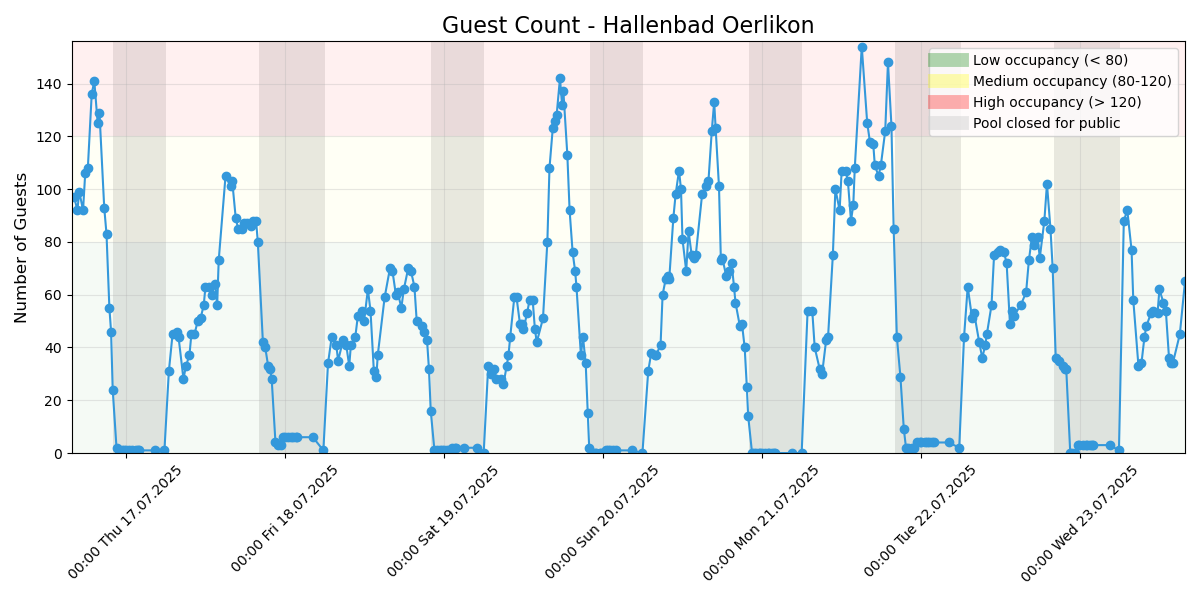 Guest Count - Hallenbad Oerlikon
Number of Guests
140
120
100
80
60
40
20
0
Low occupancy (< 80)
Medium occupancy (80-120)
High occupancy (> 120)
Pool closed for public
00:00 Thu 17.07.2025
00:00 Fri 18.07.2025
00:00 Sat 19.07.2025
00:00 Sun 20.07.2025
00:00 Mon 21.07.2025
00:00 Tue 22.07.2025
00:00 Wed 23.07.2025